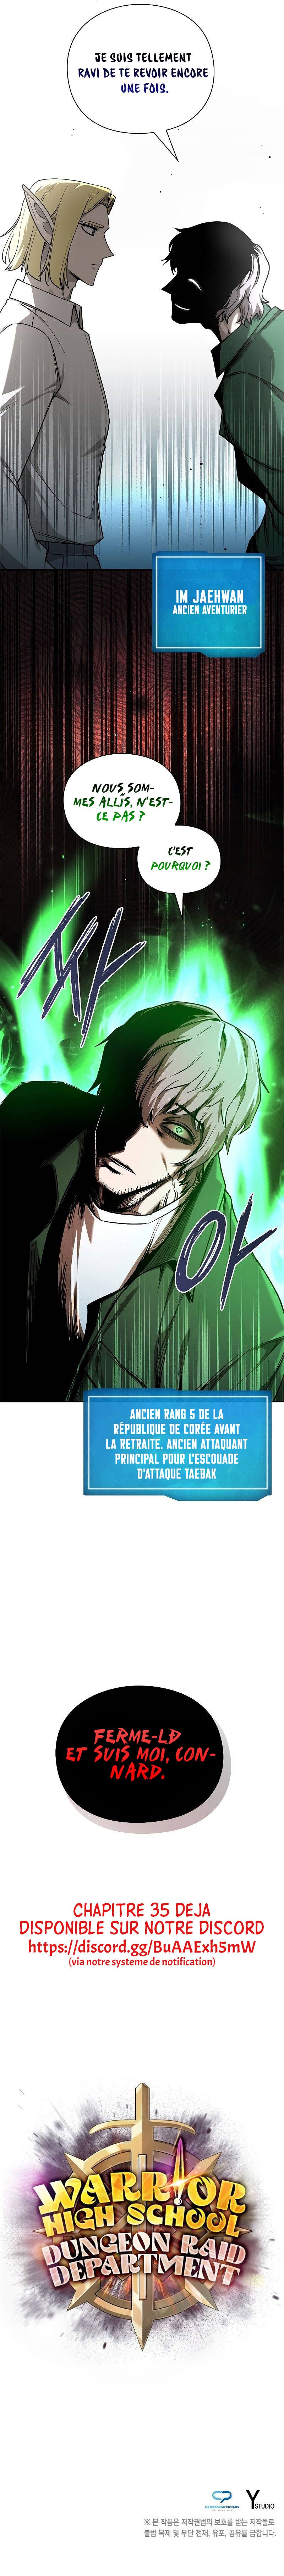 JE SUIS TELLEMENT
RAVI DE TE REVOIR ENCORE
UNE FOIS.
IM JAEHWAN
ANCIEN AVENTURIER
NOUS SOM-
MES ALLIS, N'EST-
CE PAS ?
C'EST
POURQUOI ?
ANCIEN RANG 5 DE LA
RÉPUBLIQUE DE CORÉE AVANT
LA RETRAITE. ANCIEN ATTAQUANT
PRINCIPAL POUR L'ESCOUADE
D'ATTAQUE TAEBAK
FERME-LÀ
ET SUIS MOI, CON-
NARD.
CHAPITRE 35 DEJA
DISPONIBLE SUR NOTRE DISCORD
https://discord.gg/BuAAExh5mW
(via notre systeme de notification)
WARRIOR
HIGH SCHOOL
DUNGEON RAID
DEPARTMENT
Y STUDIO
※ 본 작품은 저작권법의 보호를 받는 저작물로
불법 복제 및 무단 전재, 유포, 공유를 금합니다.